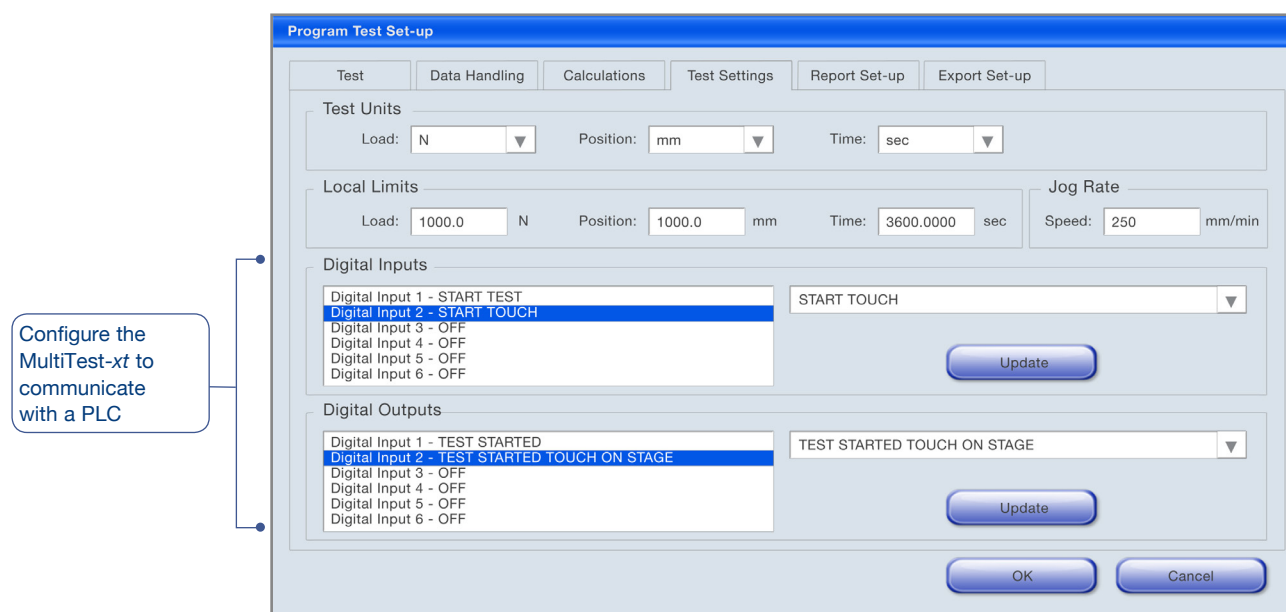 Program Test Set-up
Test Data Handling Calculations Test Settings Report Set-up Export Set-up
Test Units
Load: N Position: mm Time: sec
Local Limits Jog Rate
Load: 1000.0 N Position: 1000.0 mm Time: 3600.0000 sec Speed: 250 mm/min
Digital Inputs
Digital Input 1 - START TEST
Digital Input 2 - START TOUCH
Digital Input 3 - OFF
Digital Input 4 - OFF
Digital Input 5 - OFF
Digital Input 6 - OFF
START TOUCH
Update
Configure the
MultiTest-xt to
communicate
with a PLC
Digital Outputs
Digital Input 1 - TEST STARTED
Digital Input 2 - TEST STARTED TOUCH ON STAGE
Digital Input 3 - OFF
Digital Input 4 - OFF
Digital Input 5 - OFF
Digital Input 6 - OFF
TEST STARTED TOUCH ON STAGE
Update
OK Cancel